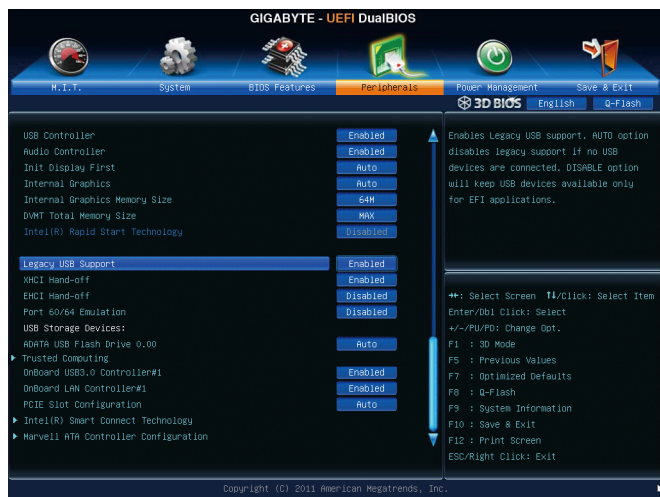 GIGABYTE - UEFI DualBIOS
M.I.T.
System
BIOS Features
Peripherals
Power Management
Save & Exit
3D BIOS
English
Q-Flash
USB Controller Enabled
Audio Controller Enabled
Init Display First Auto
Internal Graphics Auto
Internal Graphics Memory Size 64M
DVMT Total Memory Size MAX
Intel(R) Rapid Start Technology Disabled
Legacy USB Support Enabled
XHCI Hand-off Enabled
EHCI Hand-off Disabled
Port 60/64 Emulation Disabled
USB Storage Devices:
ADATA USB Flash Drive 0.00 Auto
Trusted Computing
OnBoard USB3.0 Controller#1 Enabled
OnBoard LAN Controller#1 Enabled
PCIE Slot Configuration Auto
Intel(R) Smart Connect Technology
Marvell ATA Controller Configuration
Enables Legacy USB support. AUTO option
disables legacy support if no USB
devices are connected. DISABLE option
will keep USB devices available only
for EFI applications.
→←: Select Screen ↑↓/Click: Select Item
Enter/Dbl Click: Select
+/-/PU/PD: Change Opt.
F1 : 3D Mode
F5 : Previous Values
F7 : Optimized Defaults
F8 : Q-Flash
F9 : System Information
F10 : Save & Exit
F12 : Print Screen
ESC/Right Click: Exit
Copyright (C) 2011 American Megatrends, Inc.